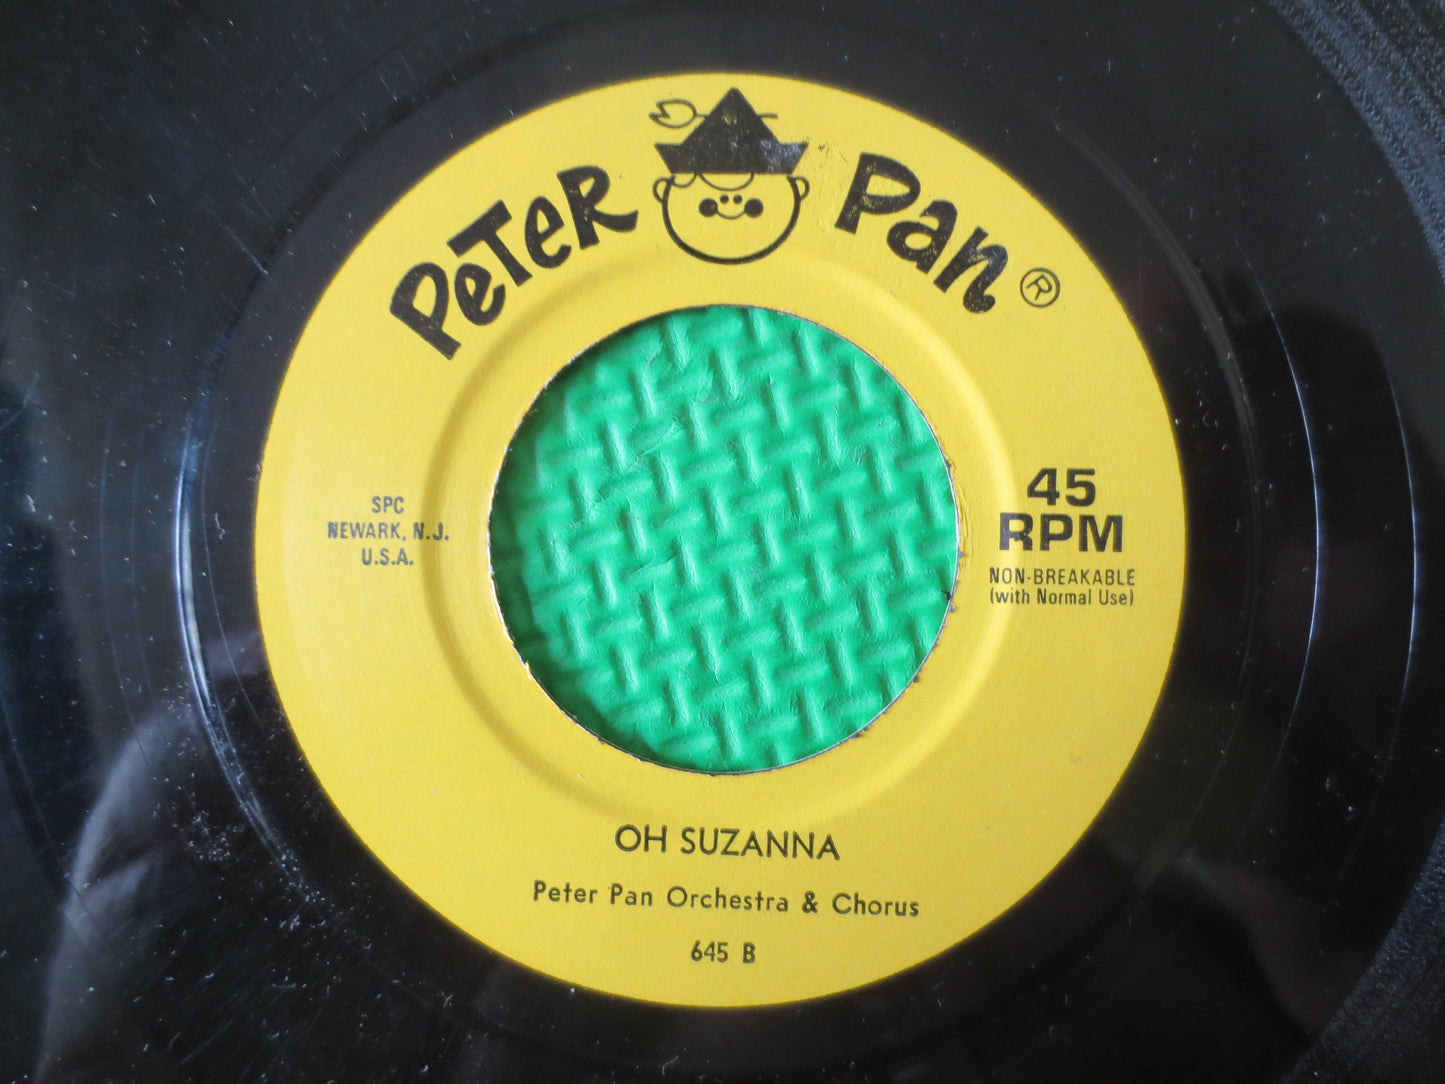 PeTeR Pan ®
SPC
NEWARK, N.J.
U.S.A.
45
RPM
NON-BREAKABLE
(with Normal Use)
OH SUZANNA
Peter Pan Orchestra & Chorus
645 B